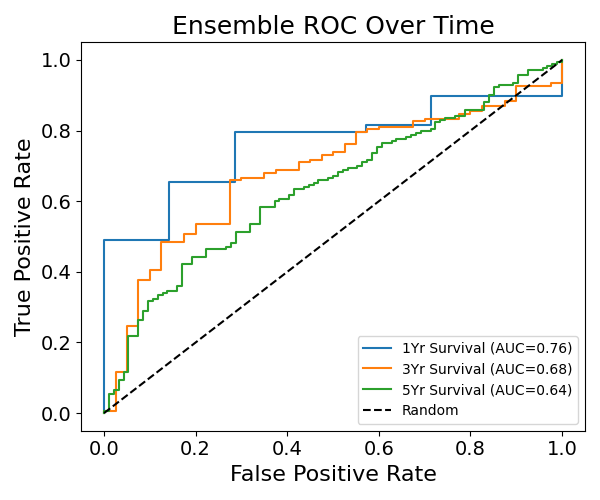 Ensemble ROC Over Time
True Positive Rate
1.0
0.8
0.6
0.4
0.2
0.0
1Yr Survival (AUC=0.76)
3Yr Survival (AUC=0.68)
5Yr Survival (AUC=0.64)
Random
0.0 0.2 0.4 0.6 0.8 1.0
False Positive Rate